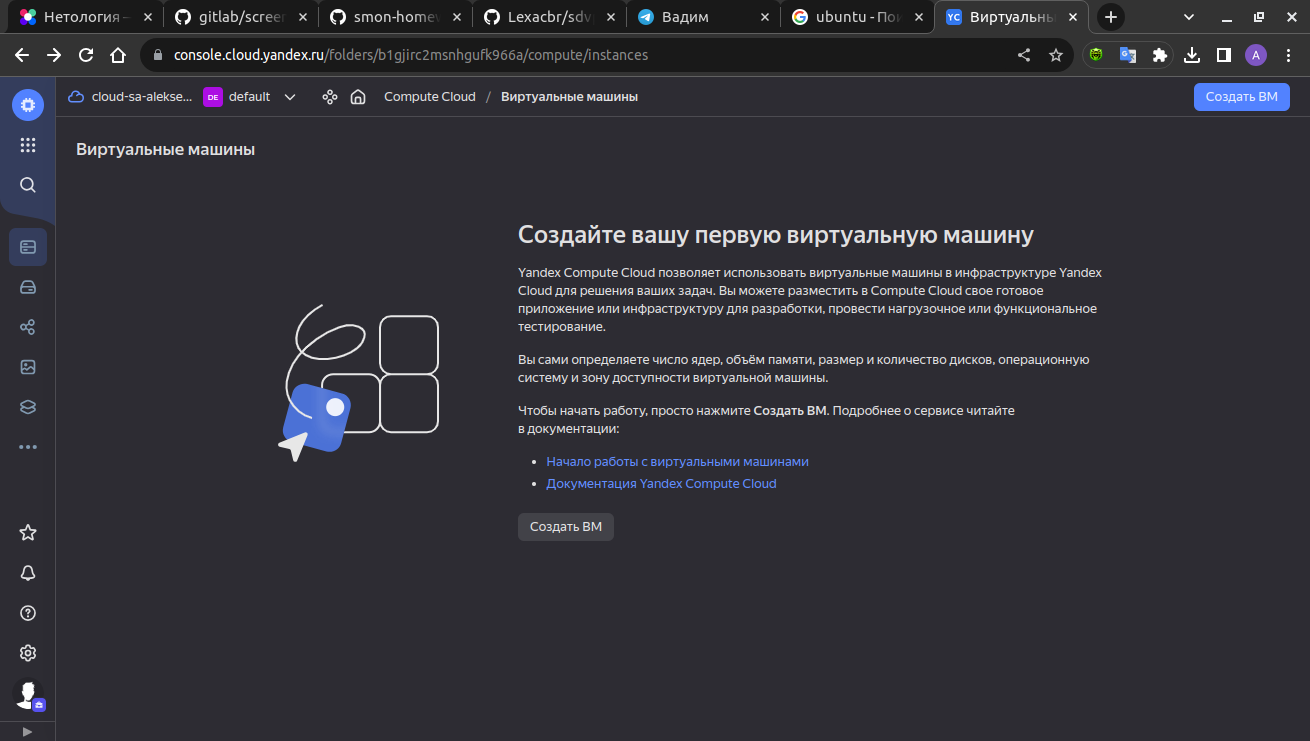 Нетология –
gitlab/scree
smon-home
Lexacbr/sdv
Вадим
ubuntu - Пои
YC Виртуальны
console.cloud.yandex.ru/folders/b1gjirc2msnhgufk966a/compute/instances
A
cloud-sa-alekse... DE default
Compute Cloud / Виртуальные машины
Создать ВМ
Виртуальные машины
Создайте вашу первую виртуальную машину
Yandex Compute Cloud позволяет использовать виртуальные машины в инфраструктуре Yandex
Cloud для решения ваших задач. Вы можете разместить в Compute Cloud свое готовое
приложение или инфраструктуру для разработки, провести нагрузочное или функциональное
тестирование.
Вы сами определяете число ядер, объём памяти, размер и количество дисков, операционную
систему и зону доступности виртуальной машины.
Чтобы начать работу, просто нажмите Создать ВМ. Подробнее о сервисе читайте
в документации:
Начало работы с виртуальными машинами
Документация Yandex Compute Cloud
Создать ВМ